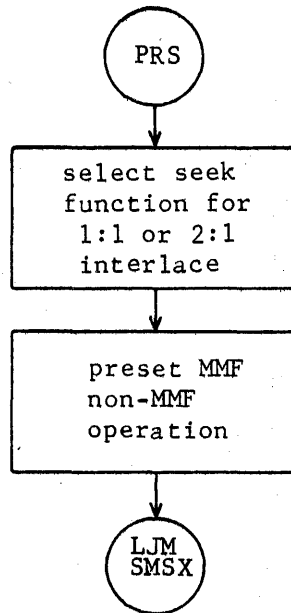 PRS
select seek
function for
1:1 or 2:1
interlace
preset MMF
non-MMF
operation
LJM
SMSX